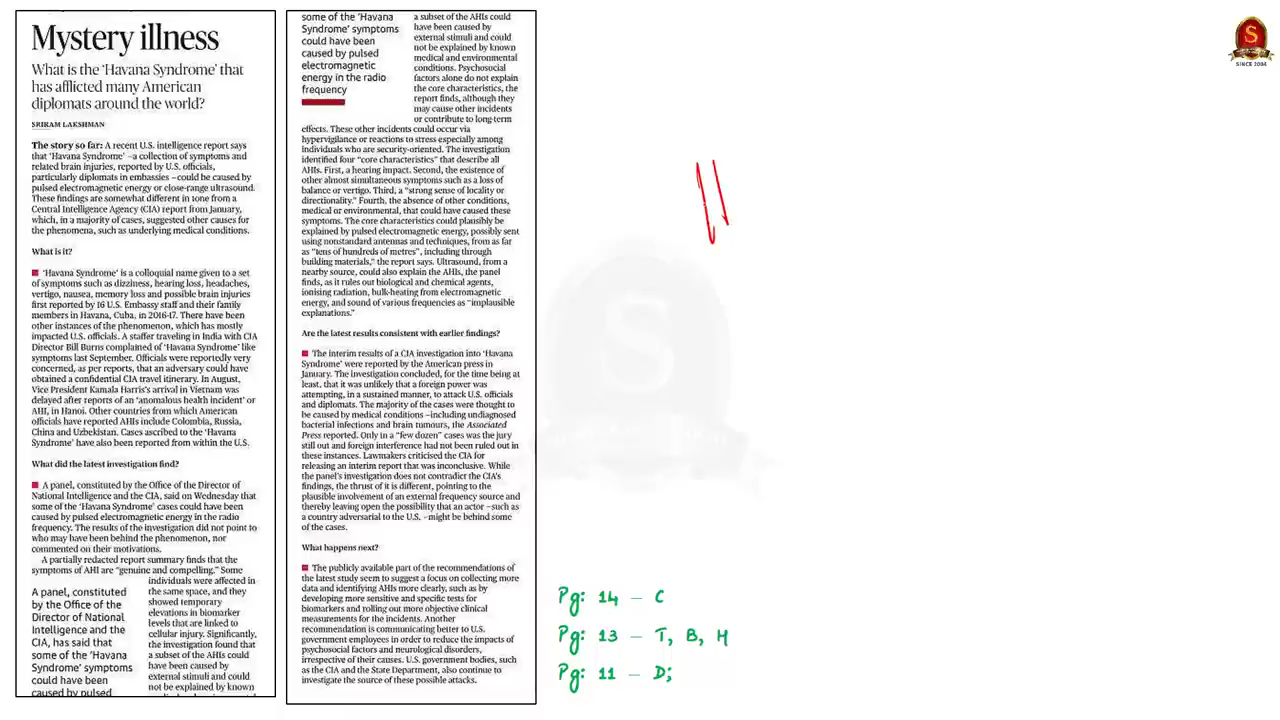 Mystery illness
What is the ‘Havana Syndrome’ that
has afflicted many American
diplomats around the world?
SRIRAM LAKSHMAN
The story so far: A recent U.S. intelligence report says
that ‘Havana Syndrome’ –a collection of symptoms and
related brain injuries, reported by U.S. officials,
particularly diplomats in embassies –could be caused by
pulsed electromagnetic energy or close-range ultrasound.
These findings are somewhat different in tone from a
Central Intelligence Agency (CIA) report from January,
which, in a majority of cases, suggested other causes for
the phenomena, such as underlying medical conditions.
What is it?
‘Havana Syndrome’ is a colloquial name given to a set
of symptoms such as dizziness, hearing loss, headaches,
vertigo, nausea, memory loss and possible brain injuries
first reported by 16 U.S. Embassy staff and their family
members in Havana, Cuba, in 2016-17. There have been
other instances of the phenomenon, which has mostly
impacted U.S. officials. A staffer traveling in India with CIA
Director Bill Burns complained of ‘Havana Syndrome’ like
symptoms last September. Officials were reportedly very
concerned, as per reports, that an adversary could have
obtained a confidential CIA travel itinerary. In August,
Vice President Kamala Harris's arrival in Vietnam was
delayed after reports of an ‘anomalous health incident’ or
AHI, in Hanoi. Other countries from which American
officials have reported AHIs include Colombia, Russia,
China and Uzbekistan. Cases ascribed to the ‘Havana
Syndrome’ have also been reported from within the U.S.
What did the latest investigation find?
A panel, constituted by the Office of the Director of
National Intelligence and the CIA, said on Wednesday that
some of the ‘Havana Syndrome’ cases could have been
caused by pulsed electromagnetic energy in the radio
frequency. The results of the investigation did not point to
who may have been behind the phenomenon, nor
commented on their motivations.
A partially redacted report summary finds that the
symptoms of AHI are “genuine and compelling.” Some
individuals were affected in
the same space, and they
showed temporary
elevations in biomarker
levels that are linked to
cellular injury. Significantly,
the investigation found that
a subset of the AHIs could
have been caused by
external stimuli and could
not be explained by known
A panel, constituted
by the Office of the
Director of National
Intelligence and the
CIA, has said that
some of the ‘Havana
Syndrome’ symptoms
could have been
caused by pulsed
some of the ‘Havana
Syndrome’ symptoms
could have been
caused by pulsed
electromagnetic
energy in the radio
frequency
a subset of the AHIs could
have been caused by
external stimuli and could
not be explained by known
medical and environmental
conditions. Psychosocial
factors alone do not explain
the core characteristics, the
report finds, although they
may cause other incidents
or contribute to long-term
effects. These other incidents could occur via
hypervigilance or reactions to stress especially among
individuals who are security-oriented. The investigation
identified four “core characteristics” that describe all
AHIs. First, a hearing impact. Second, the existence of
other almost simultaneous symptoms such as a loss of
balance or vertigo. Third, a “strong sense of locality or
directionality.” Fourth, the absence of other conditions,
medical or environmental, that could have caused these
symptoms. The core characteristics could plausibly be
explained by pulsed electromagnetic energy, possibly sent
using nonstandard antennas and techniques, from as far
as “tens of hundreds of metres”, including through
building materials,” the report says. Ultrasound, from a
nearby source, could also explain the AHIs, the panel
finds, as it rules out biological and chemical agents,
ionising radiation, bulk-heating from electromagnetic
energy, and sound of various frequencies as “implausible
explanations.”
Are the latest results consistent with earlier findings?
The interim results of a CIA investigation into ‘Havana
Syndrome’ were reported by the American press in
January. The investigation concluded, for the time being at
least, that it was unlikely that a foreign power was
attempting, in a sustained manner, to attack U.S. officials
and diplomats. The majority of the cases were thought to
be caused by medical conditions –including undiagnosed
bacterial infections and brain tumours, the Associated
Press reported. Only in a “few dozen” cases was the jury
still out and foreign interference had not been ruled out in
these instances. Lawmakers criticised the CIA for
releasing an interim report that was inconclusive. While
the panel's investigation does not contradict the CIA's
findings, the thrust of it is different, pointing to the
plausible involvement of an external frequency source and
thereby leaving open the possibility that an actor –such as
a country adversarial to the U.S. –might be behind some
of the cases.
What happens next?
The publicly available part of the recommendations of
the latest study seem to suggest a focus on collecting more
data and identifying AHIs more clearly, such as by
developing more sensitive and specific tests for
biomarkers and rolling out more objective clinical
measurements for the incidents. Another
recommendation is communicating better to U.S.
government employees in order to reduce the impacts of
psychosocial factors and neurological disorders,
irrespective of their causes. U.S. government bodies, such
as the CIA and the State Department, also continue to
investigate the source of these possible attacks.
Pg: 14 – C
Pg: 13 – T, B, H
Pg: 11 – D;
S
SINCE 2004